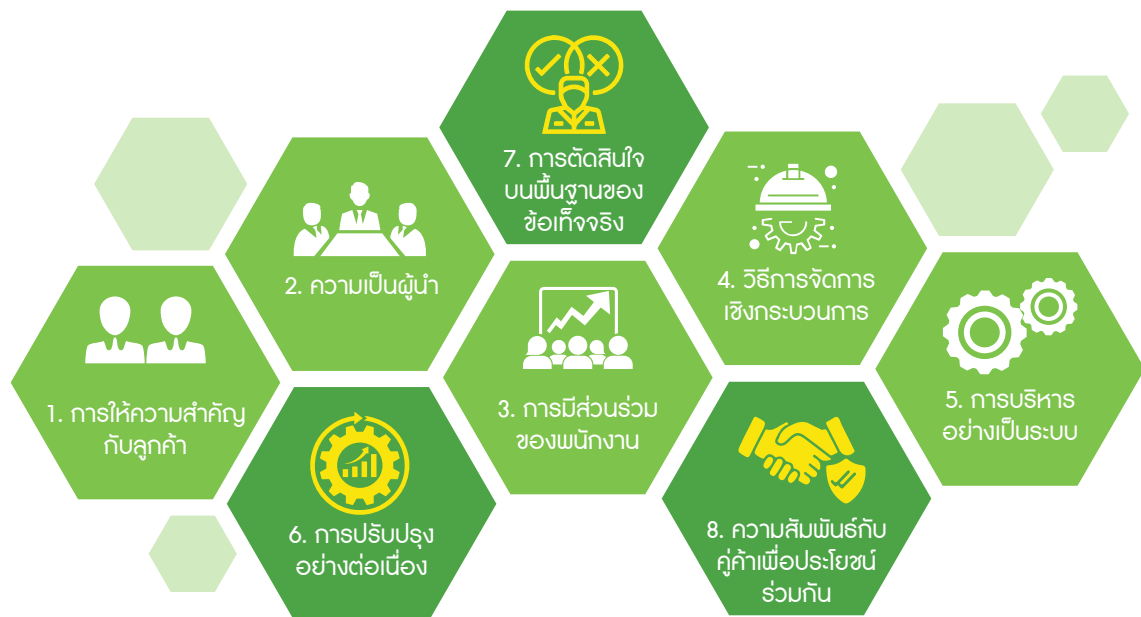 1. การให้ความสำคัญ
กับลูกค้า
2. ความเป็นผู้นำ
3. การมีส่วนร่วม
ของพนักงาน
4. วิธีการจัดการ
เชิงกระบวนการ
5. การบริหาร
อย่างเป็นระบบ
6. การปรับปรุง
อย่างต่อเนื่อง
7. การตัดสินใจ
บนพื้นฐานของ
ข้อเท็จจริง
8. ความสัมพันธ์กับ
คู่ค้าเพื่อประโยชน์
ร่วมกัน